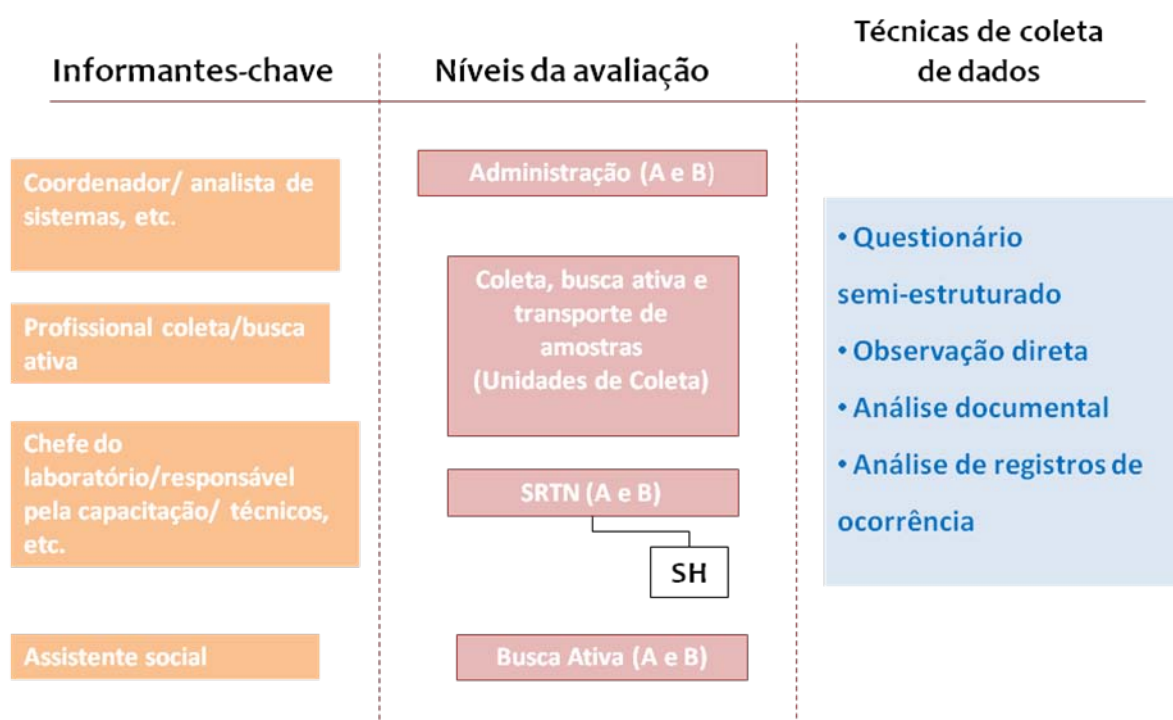 Informantes-chave
Níveis da avaliação
Técnicas de coleta
de dados
Coordenador/ analista de
sistemas, etc.
Profissional coleta/busca
ativa
Chefe do
laboratório/responsável
pela capacitação/ técnicos,
etc.
Assistente social
Administração (A e B)
Coleta, busca ativa e
transporte de
amostras
(Unidades de Coleta)
SRTN (A e B)
SH
Busca Ativa (A e B)
• Questionário
semi-estruturado
• Observação direta
• Análise documental
• Análise de registros de
ocorrência